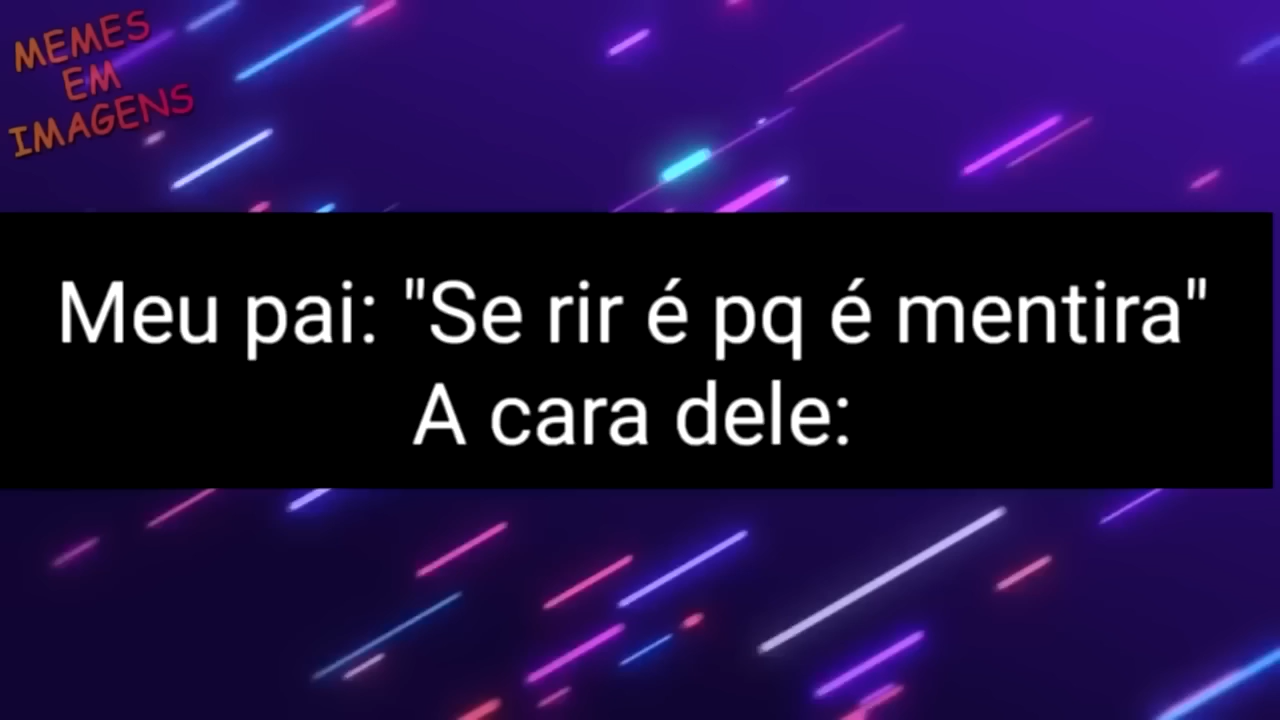 MEMES
EM
IMAGENS
Meu pai: "Se rir é pq é mentira"
A cara dele: